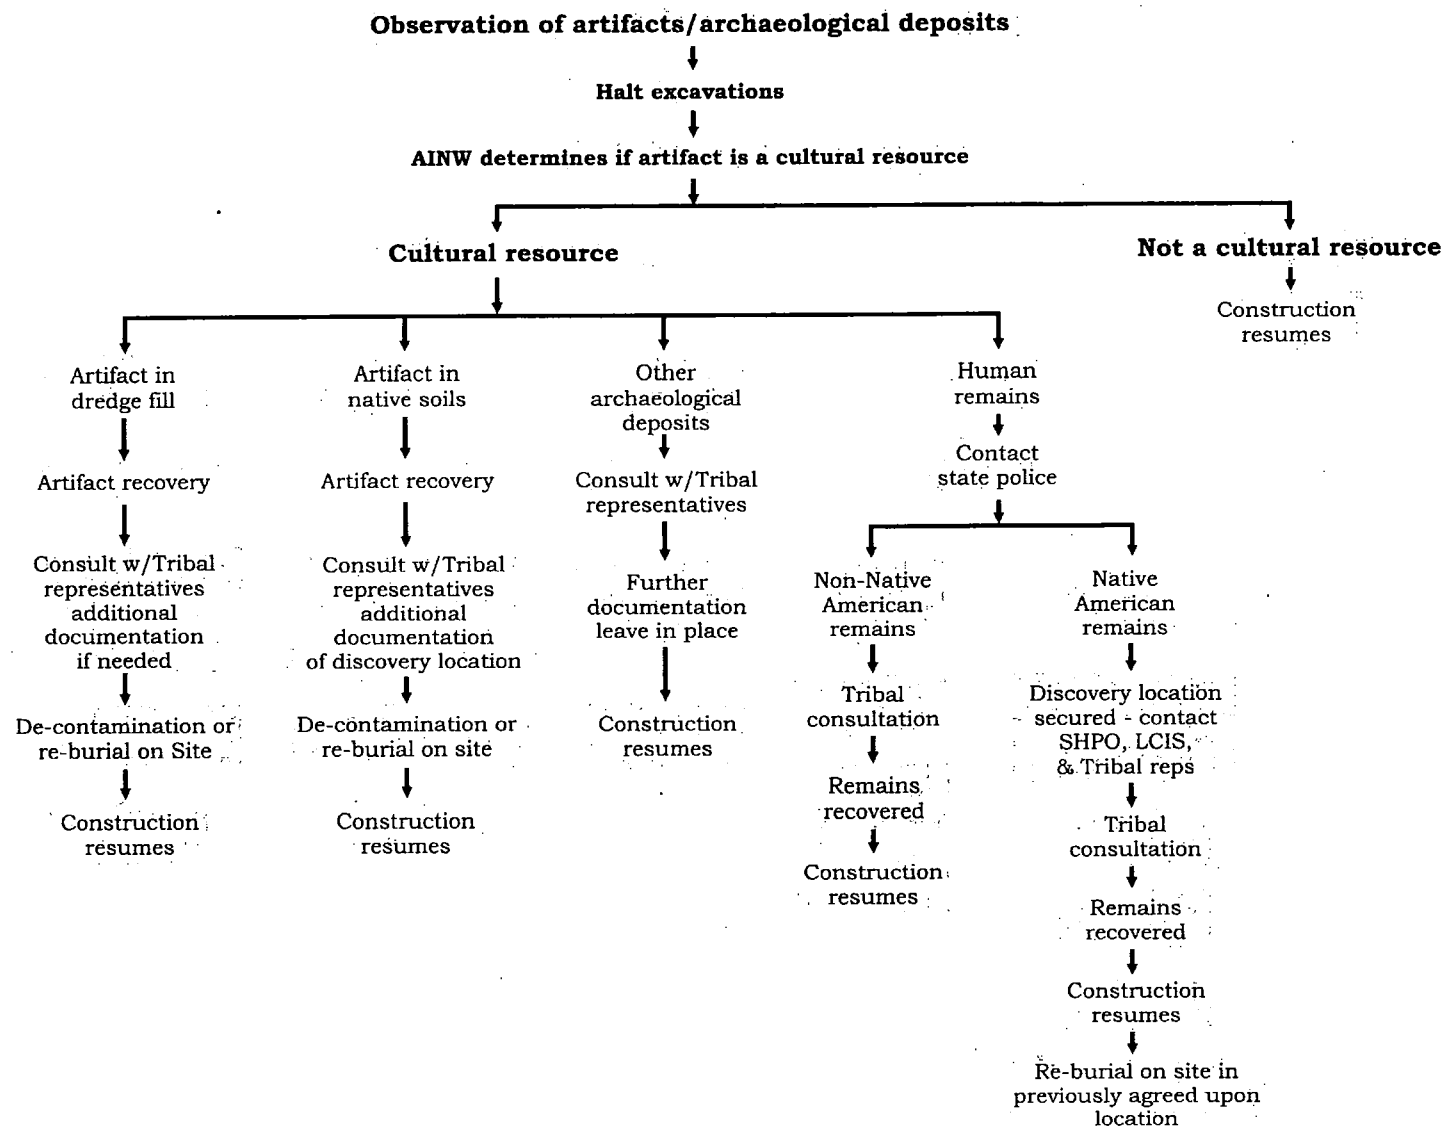 Observation of artifacts/archaeological deposits
Halt excavations
AINW determines if artifact is a cultural resource
Cultural resource
Not a cultural resource
Construction
resumes
Artifact in
dredge fill
Artifact recovery
Consult w/Tribal
representatives
additional
documentation
if needed
De-contamination or
re-burial on Site
Construction
resumes
Artifact in
native soils
Artifact recovery
Consult w/Tribal
representatives
additional
documentation
of discovery location
De-contamination or
re-burial on site
Construction
resumes
Other
archaeological
deposits
Consult w/Tribal
representatives
Further
documentation
leave in place
Construction
resumes
Human
remains
Contact
state police
Non-Native
American
remains
Tribal
consultation
Remains
recovered
Construction
resumes
Native
American
remains
Discovery location
secured - contact
SHPO, LCIS,
& Tribal reps
Tribal
consultation
Remains
recovered
Construction
resumes
Re-burial on site in
previously agreed upon
location